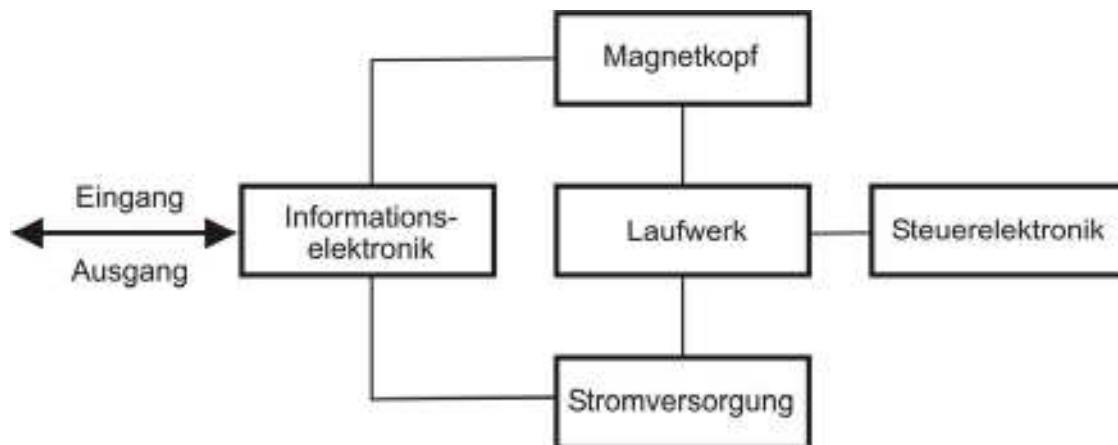 Magnetkopf
Eingang
Ausgang
Informations-
elektronik
Laufwerk
Steuerelektronik
Stromversorgung